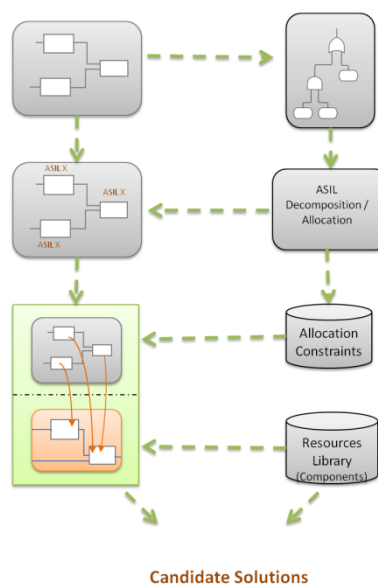 ASIL X
ASIL X
ASIL X
ASIL
Decomposition /
Allocation
Allocation
Constraints
Resources
Library
(Components)
Candidate Solutions